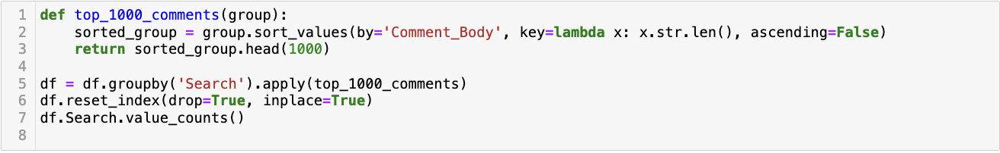 1 def top_1000_comments(group):
2     sorted_group = group.sort_values(by='Comment_Body', key=lambda x: x.str.len(), ascending=False)
3     return sorted_group.head(1000)
4
5 df = df.groupby('Search').apply(top_1000_comments)
6 df.reset_index(drop=True, inplace=True)
7 df.Search.value_counts()
8